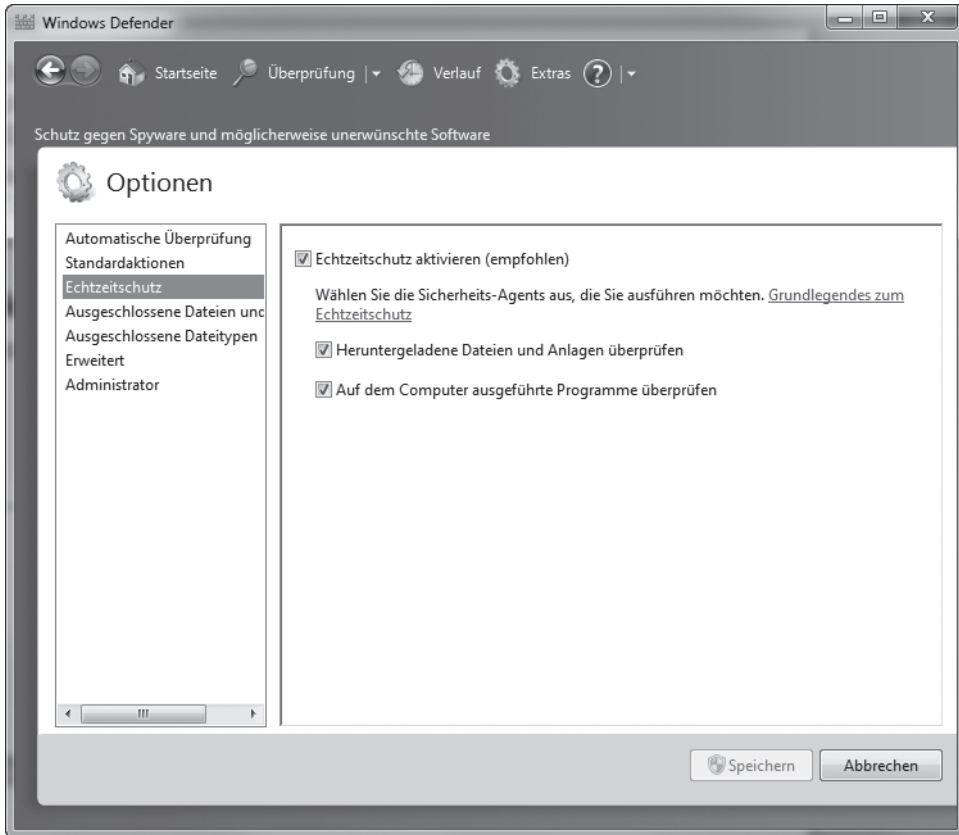 Windows Defender
Startseite Überprüfung Verlauf Extras ?
Schutz gegen Spyware und möglicherweise unerwünschte Software
Optionen
Automatische Überprüfung
Standardaktionen
Echtzeitschutz
Ausgeschlossene Dateien und
Ausgeschlossene Dateitypen
Erweitert
Administrator
Echtzeitschutz aktivieren (empfohlen)
Wählen Sie die Sicherheits-Agents aus, die Sie ausführen möchten. Grundlegendes zum
Echtzeitschutz
Heruntergeladene Dateien und Anlagen überprüfen
Auf dem Computer ausgeführte Programme überprüfen
Speichern Abbrechen